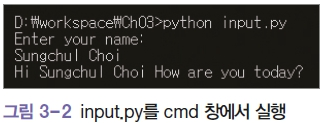 D:₩workspace₩Ch03>python input.py
Enter your name:
Sungchul Choi
Hi Sungchul Choi How are you today?
그림 3-2 input.py를 cmd 창에서 실행